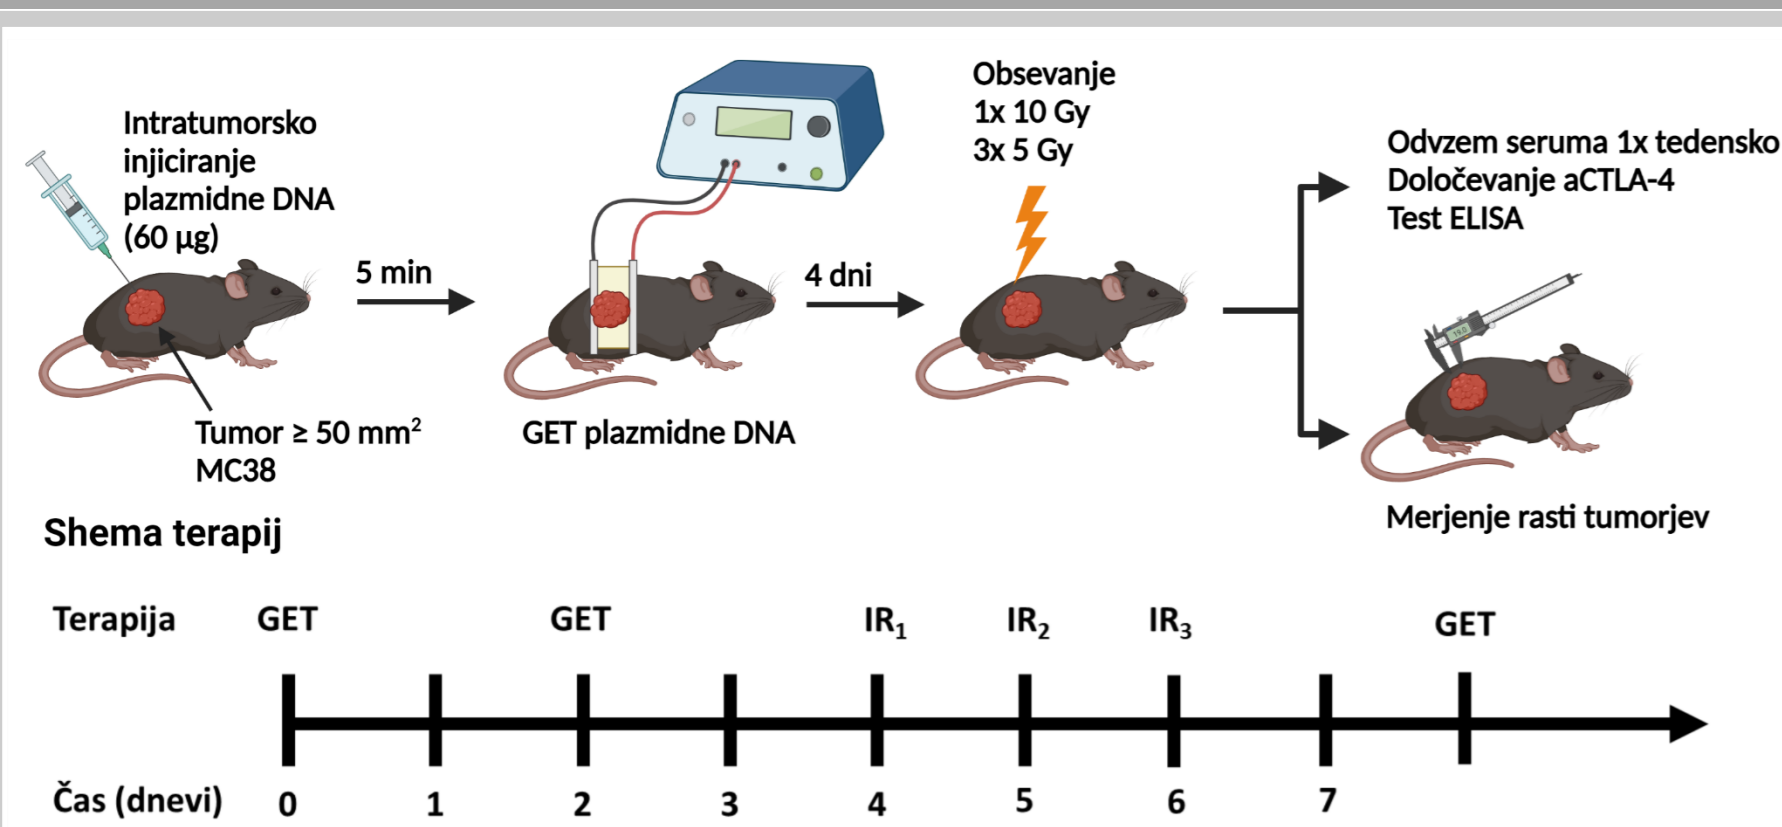 Intratumorsko
injiciranje
plazmidne DNA
(60 µg)
5 min
Tumor ≥ 50 mm²
MC38
GET plazmidne DNA
4 dni
Obsevanje
1x 10 Gy
3x 5 Gy
Odvzem seruma 1x tedensko
Določevanje aCTLA-4
Test ELISA
19.0
Merjenje rasti tumorjev
Shema terapij
Terapija GET GET IR₁ IR₂ IR₃ GET
Čas (dnevi) 0 1 2 3 4 5 6 7